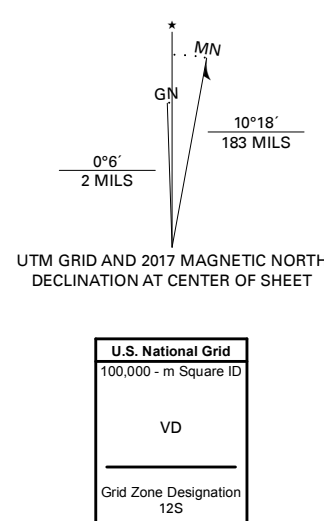 ★
MN
GN
10°18´
183 MILS
0°6´
2 MILS
UTM GRID AND 2017 MAGNETIC NORTH
DECLINATION AT CENTER OF SHEET
U.S. National Grid
100,000 - m Square ID
VD
Grid Zone Designation
12S